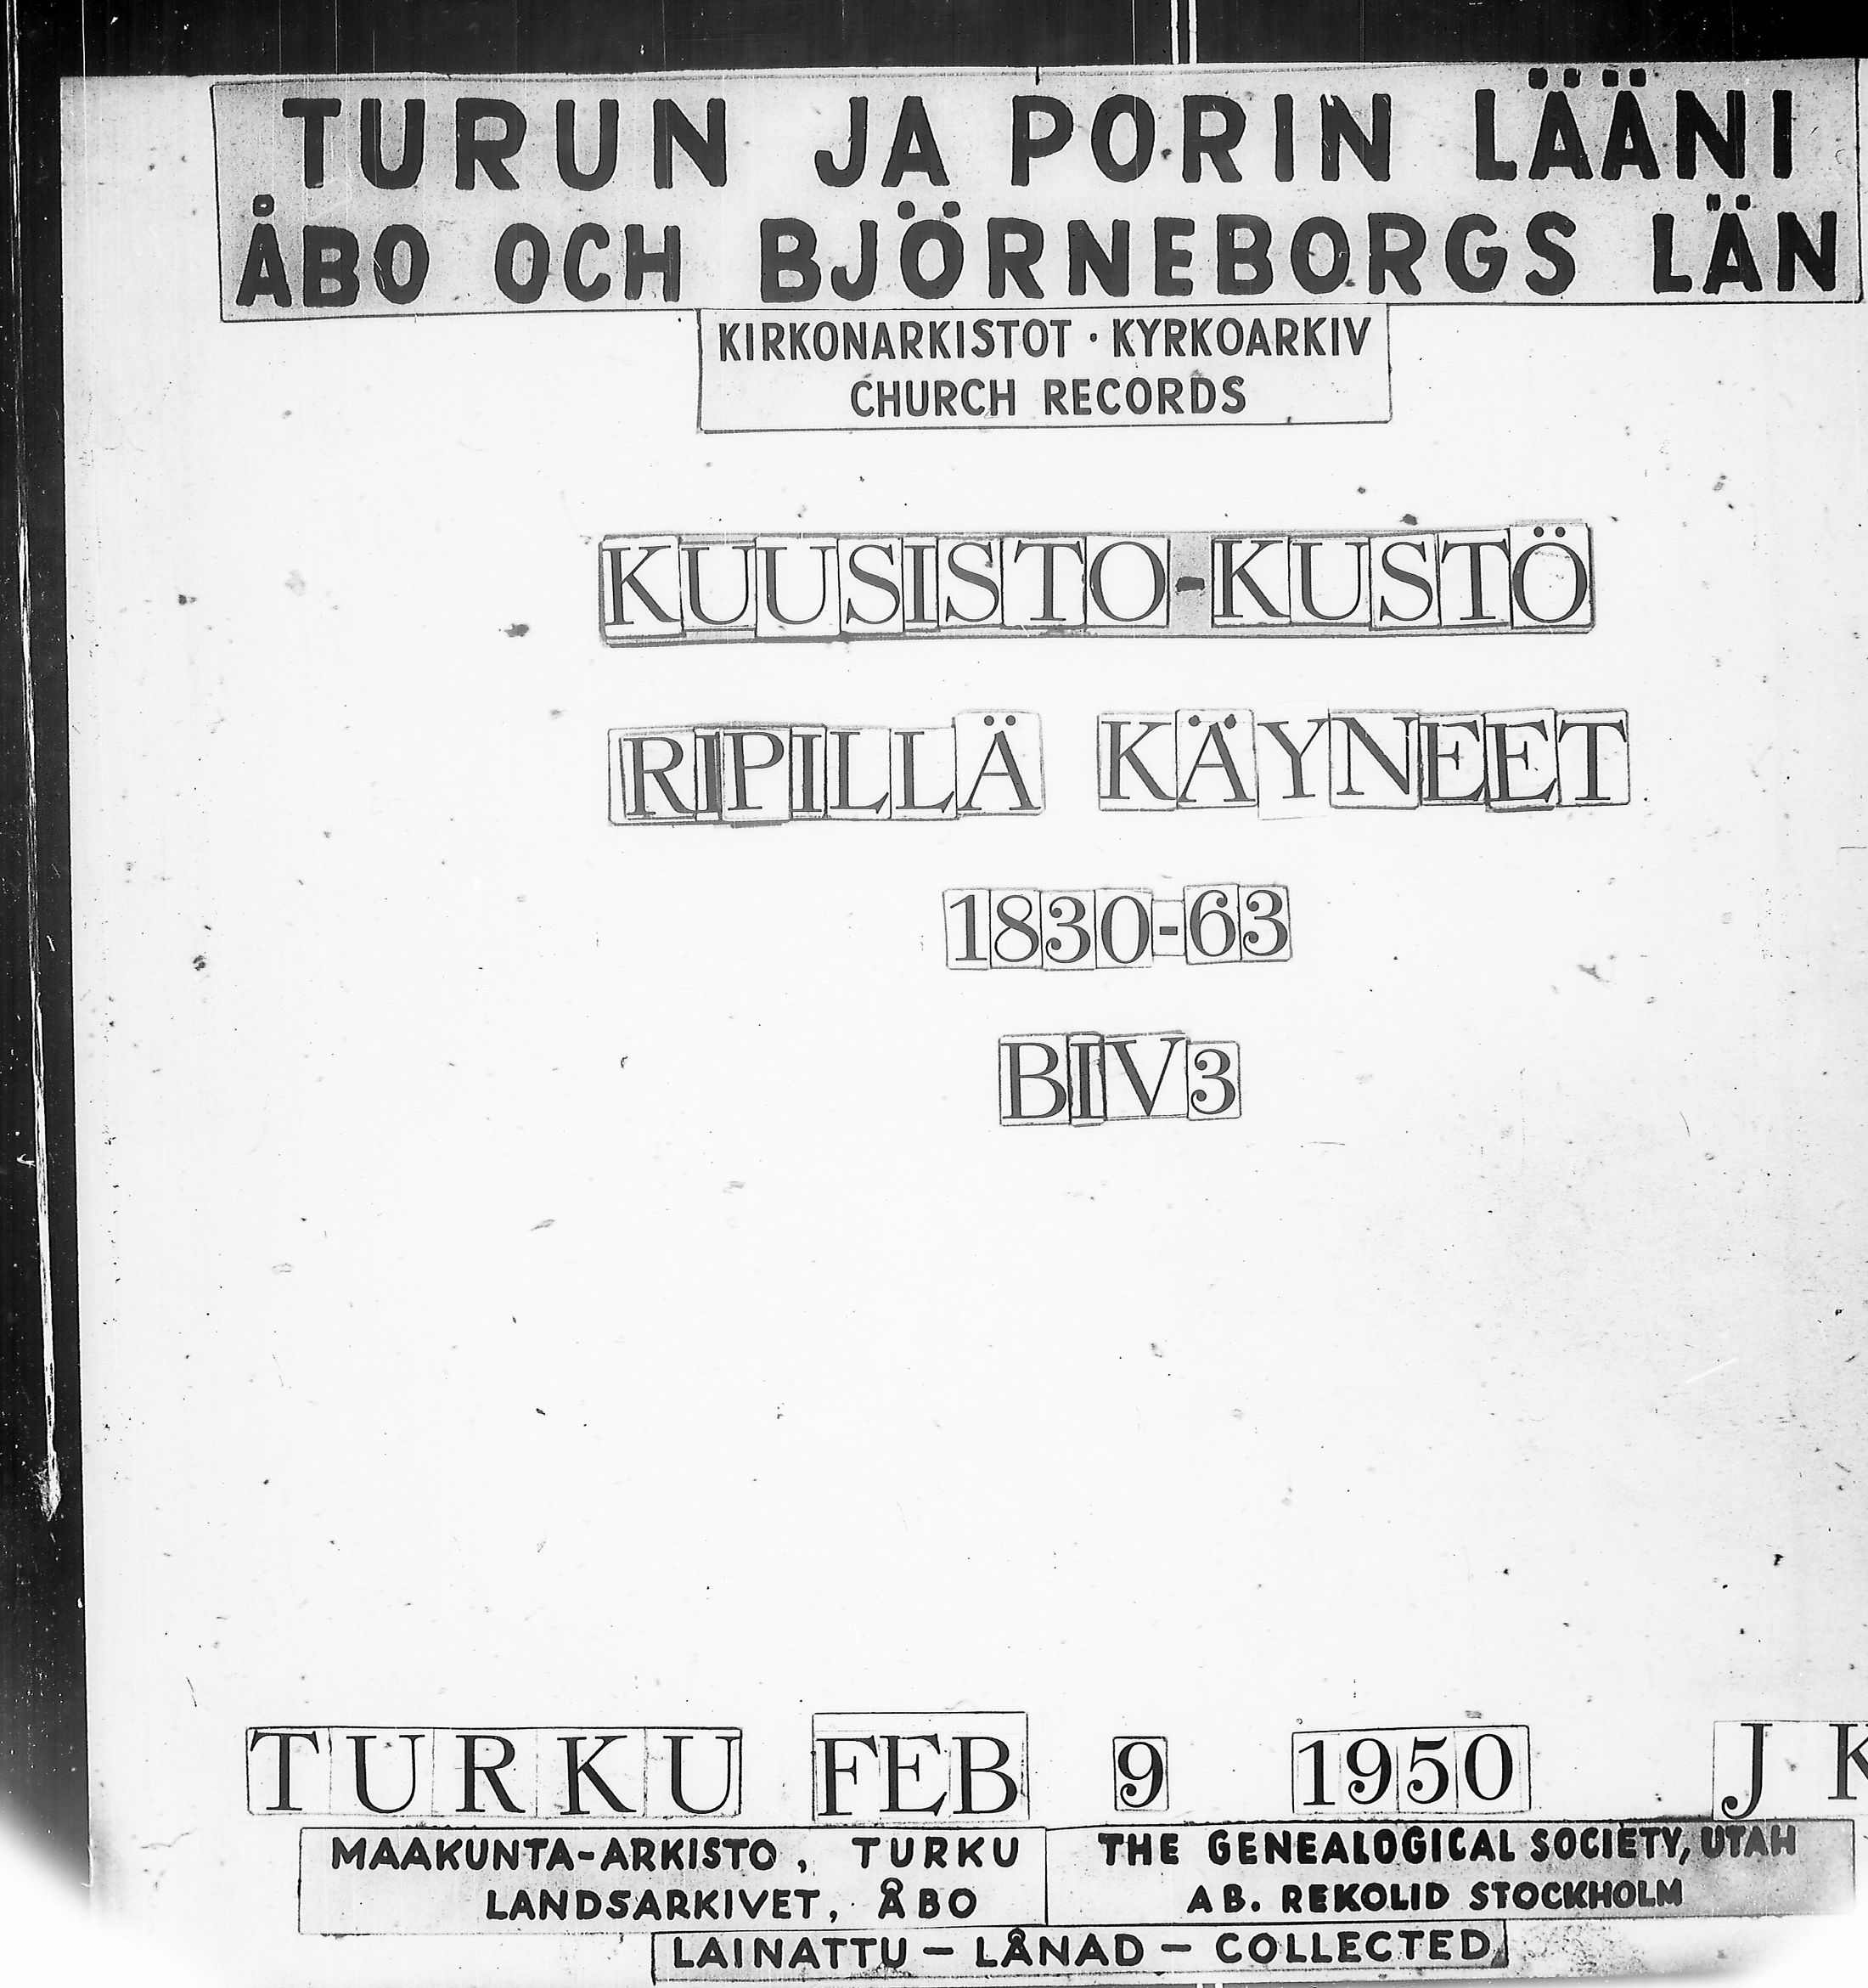 TURUN JA PORIN LÄÄNI
ÅBO OCH BJÖRNEBORGS LÄN
KIRKONARKISTOT · KYRKOARKIV
CHURCH RECORDS
KUUSISTO-KUSTÖ
RIPILLÄ KÄYNEET
1830-63
BIV3
TURKU FEB 9 1950 J K
MAAKUNTA-ARKISTO, TURKU
LANDSARKIVET, ÅBO
THE GENEALOGICAL SOCIETY, UTAH
AB. REKOLID STOCKHOLM
LAINATTU – LÅNAD – COLLECTED